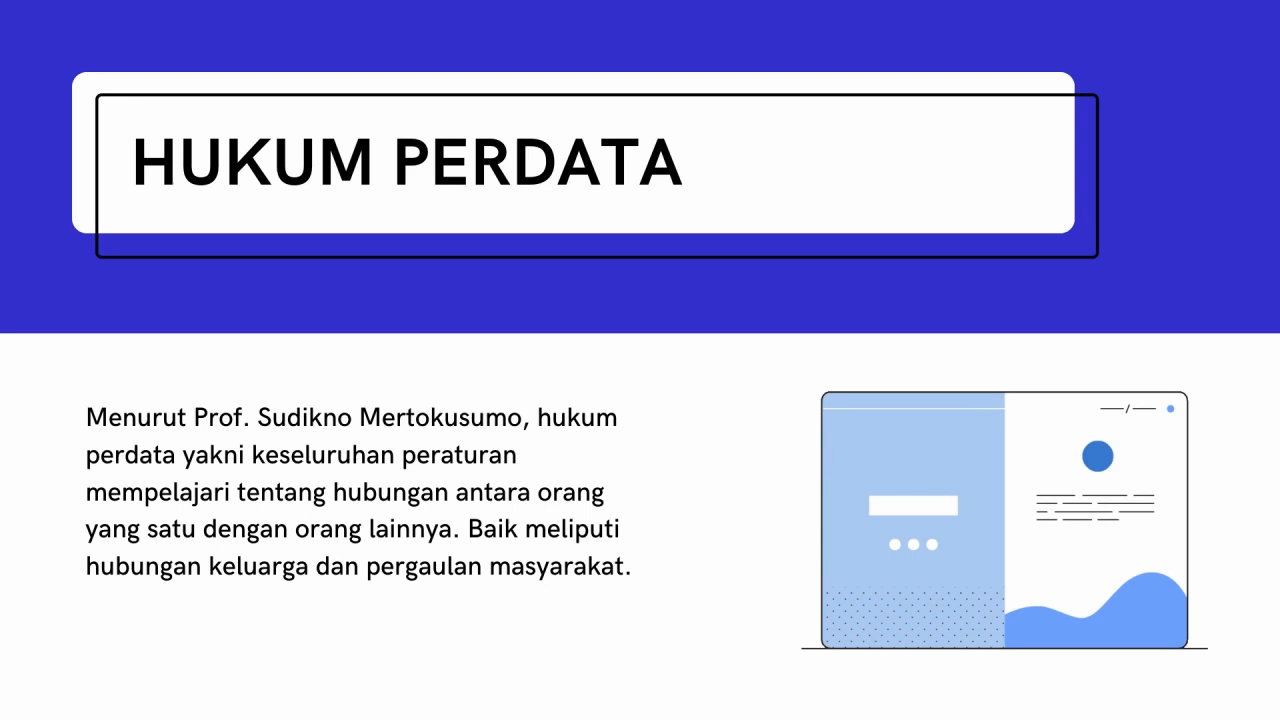 HUKUM PERDATA
Menurut Prof. Sudikno Mertokusumo, hukum
perdata yakni keseluruhan peraturan
mempelajari tentang hubungan antara orang
yang satu dengan orang lainnya. Baik meliputi
hubungan keluarga dan pergaulan masyarakat.